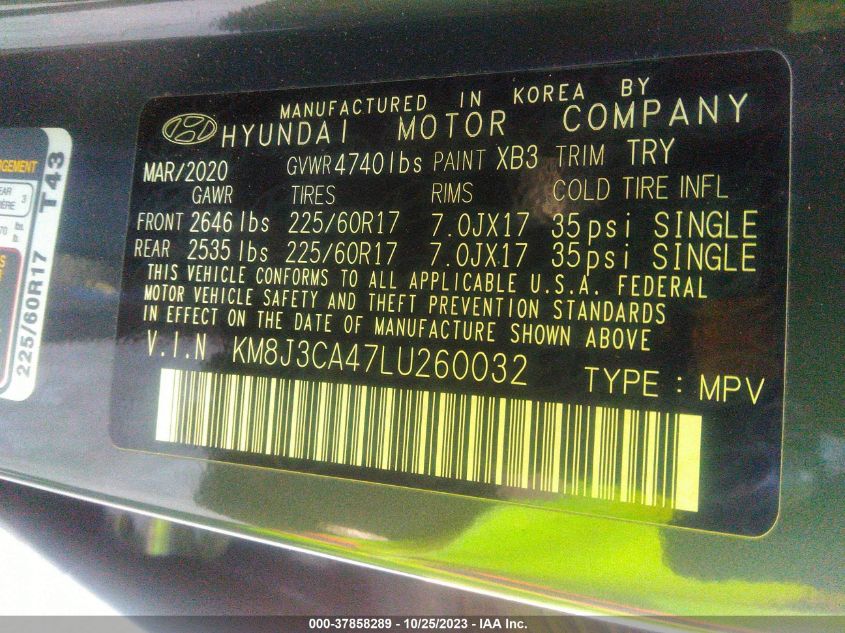 MANUFACTURED IN KOREA BY
HYUNDAI MOTOR COMPANY
MAR/2020 GVWR 4740 lbs PAINT XB3 TRIM TRY
GAWR TIRES RIMS COLD TIRE INFL
FRONT 2646 lbs 225/60R17 7.0JX17 35psi SINGLE
REAR 2535 lbs 225/60R17 7.0JX17 35psi SINGLE
THIS VEHICLE CONFORMS TO ALL APPLICABLE U.S.A. FEDERAL
MOTOR VEHICLE SAFETY AND THEFT PREVENTION STANDARDS
IN EFFECT ON THE DATE OF MANUFACTURE SHOWN ABOVE
V.I.N KM8J3CA47LU260032 TYPE : MPV
225/60R17 T43
3
lbs.
000-37858289 - 10/25/2023 - IAA Inc.